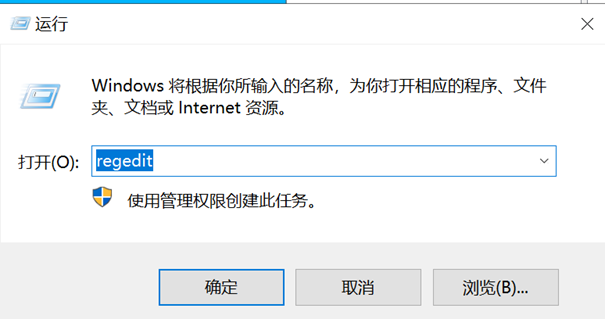 运行
Windows 将根据你所输入的名称，为你打开相应的程序、文件
夹、文档或 Internet 资源。
打开(O): regedit
使用管理权限创建此任务。
确定 取消 浏览(B)...